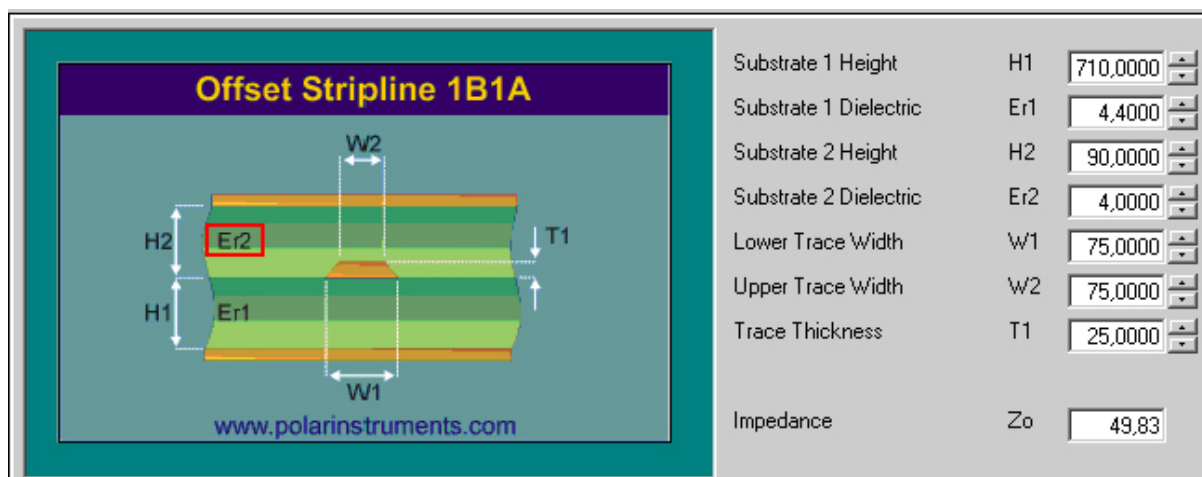 Offset Stripline 1B1A
W2
H2
Er2
T1
H1
Er1
W1
www.polarinstruments.com
Substrate 1 Height H1 710,0000
Substrate 1 Dielectric Er1 4,4000
Substrate 2 Height H2 90,0000
Substrate 2 Dielectric Er2 4,0000
Lower Trace Width W1 75,0000
Upper Trace Width W2 75,0000
Trace Thickness T1 25,0000
Impedance Zo 49,83